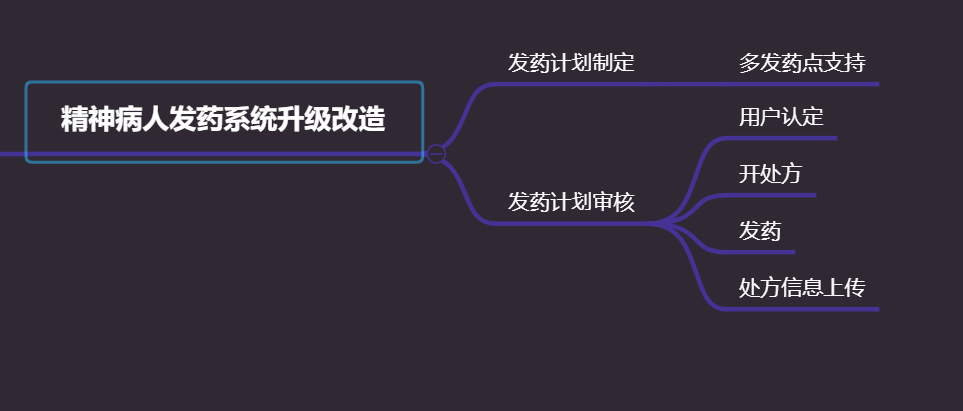 精神病人发药系统升级改造
发药计划制定
多发药点支持
发药计划审核
用户认定
开处方
发药
处方信息上传